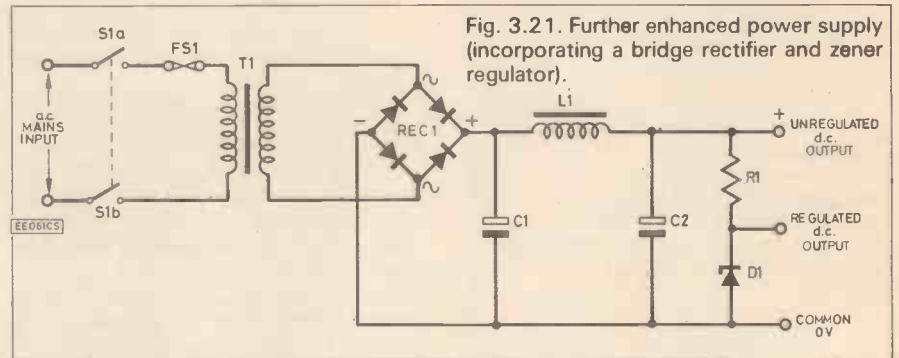 Fig. 3.21. Further enhanced power supply
(incorporating a bridge rectifier and zener
regulator).
S1a
FS1
T1
a.c.
MAINS
INPUT
S1b
EE061CS
~
−
REC1
+
~
L1
C1
C2
R1
D1
+
UNREGULATED
d.c.
OUTPUT
REGULATED
d.c.
OUTPUT
COMMON
0V